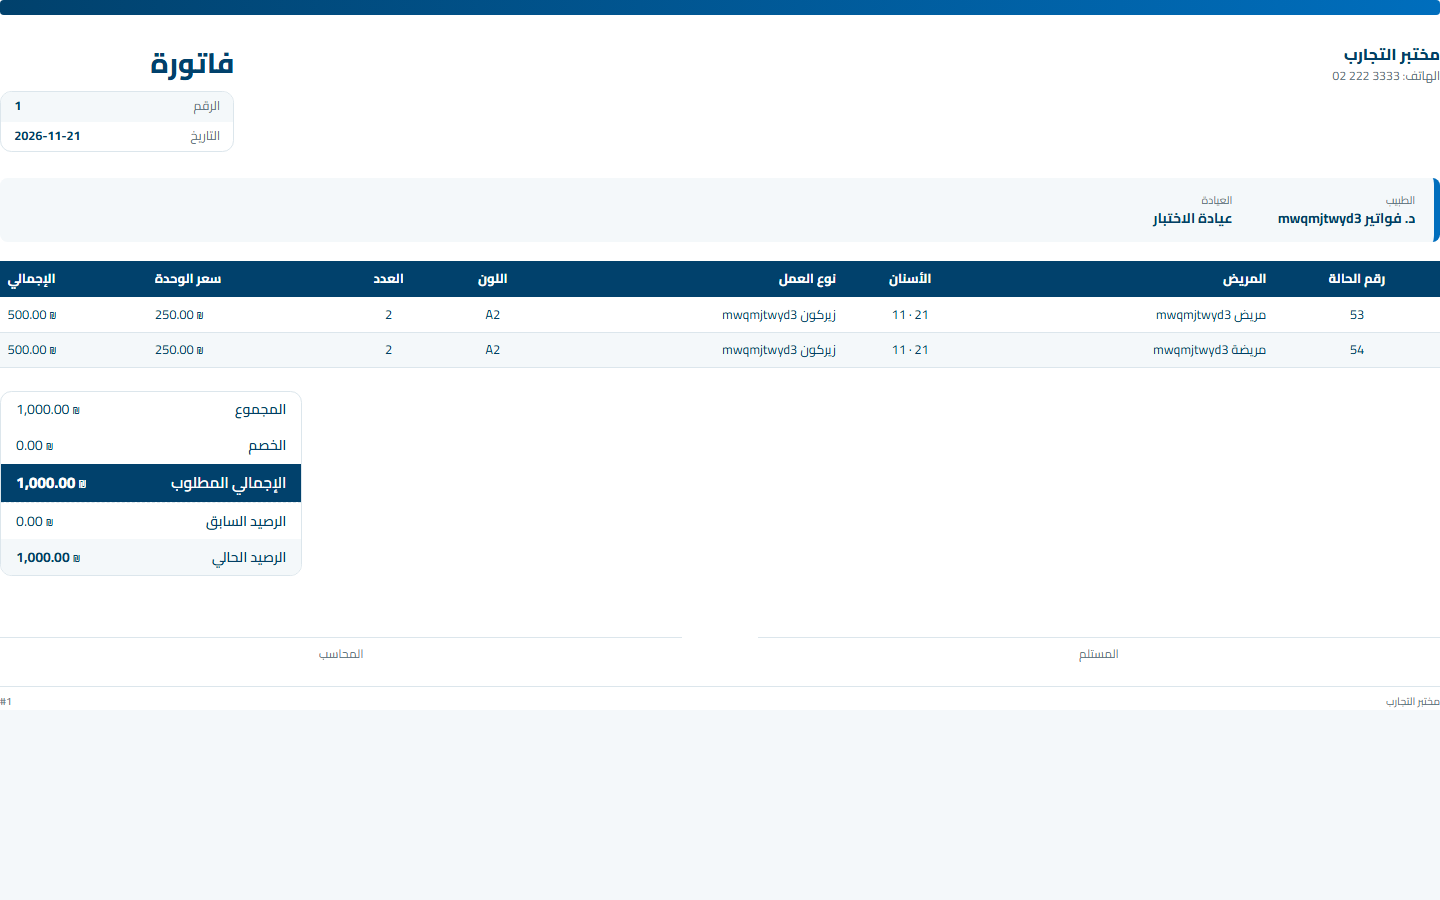 مختبر التجارب
الهاتف: 02 222 3333
فاتورة
الرقم 1
التاريخ 2026-11-21
الطبيب
د. فواتير mwqmjtwyd3
العيادة
عيادة الاختبار
رقم الحالة المريض الأسنان نوع العمل اللون العدد سعر الوحدة الإجمالي
53 مريض mwqmjtwyd3 11 · 21 زيركون mwqmjtwyd3 A2 2 250.00 ₪ 500.00 ₪
54 مريضة mwqmjtwyd3 11 · 21 زيركون mwqmjtwyd3 A2 2 250.00 ₪ 500.00 ₪
المجموع 1,000.00 ₪
الخصم 0.00 ₪
الإجمالي المطلوب 1,000.00 ₪
الرصيد السابق 0.00 ₪
الرصيد الحالي 1,000.00 ₪
المستلم المحاسب
مختبر التجارب #1